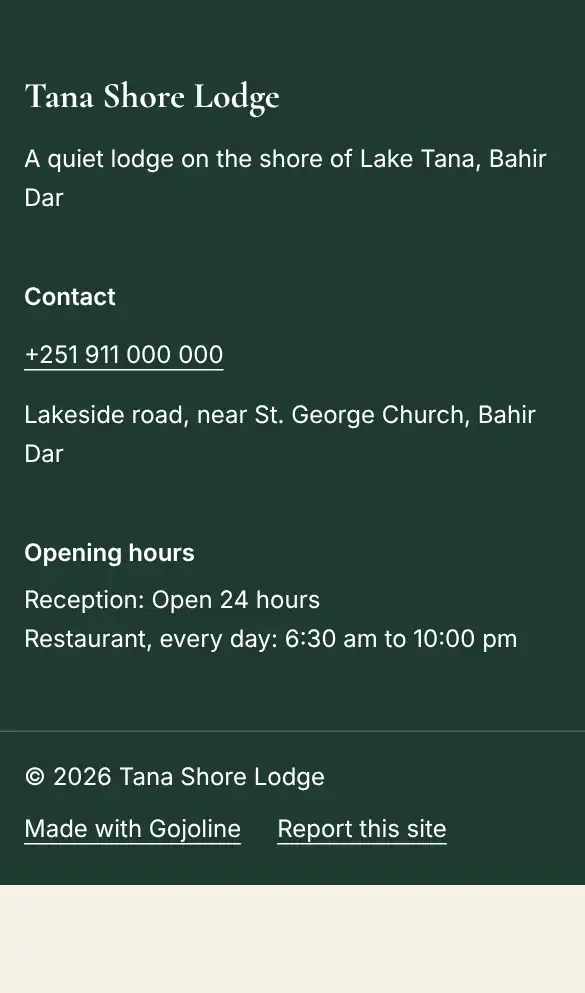 Tana Shore Lodge
A quiet lodge on the shore of Lake Tana, Bahir
Dar
Contact
+251 911 000 000
Lakeside road, near St. George Church, Bahir
Dar
Opening hours
Reception: Open 24 hours
Restaurant, every day: 6:30 am to 10:00 pm
© 2026 Tana Shore Lodge
Made with Gojoline Report this site